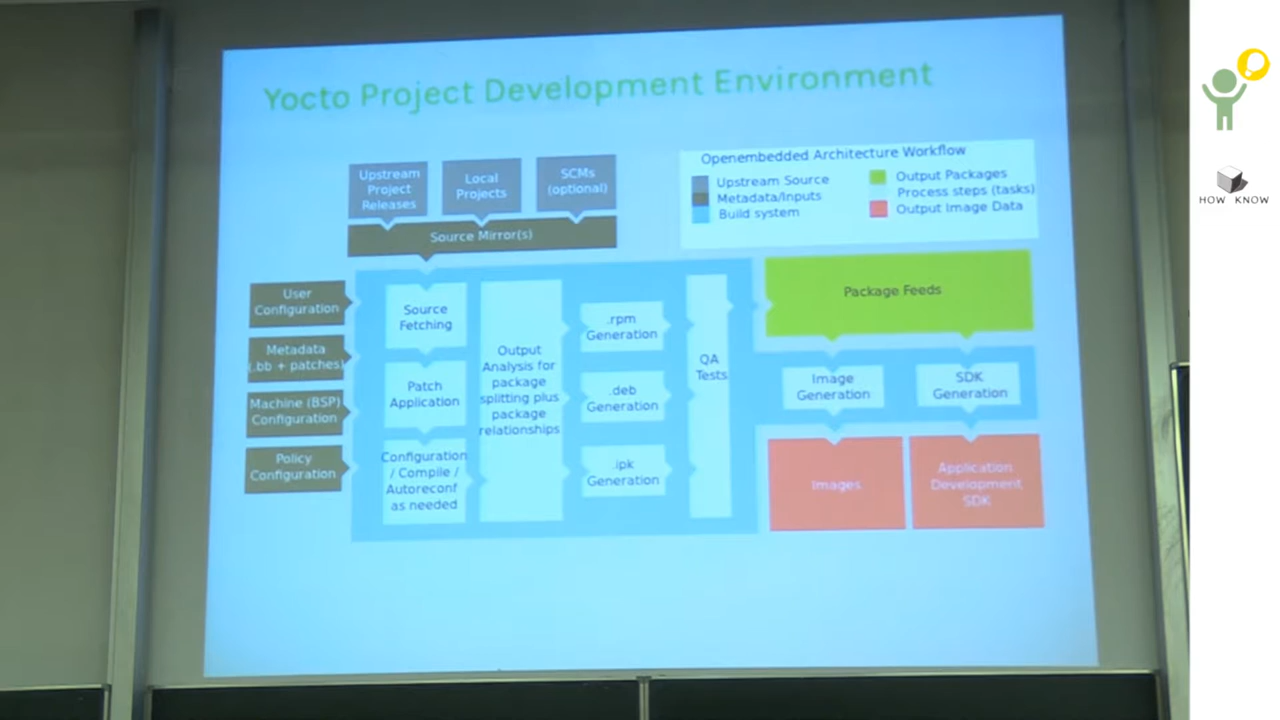 Yocto Project Development Environment
Upstream
Project
Releases
Local
Projects
SCMs
(optional)
Source Mirror(s)
Openembedded Architecture Workflow
Upstream Source
Metadata/Inputs
Build system
Output Packages
Process steps (tasks)
Output Image Data
User
Configuration
Metadata
(.bb + patches)
Machine (BSP)
Configuration
Policy
Configuration
Source
Fetching
Patch
Application
Configuration
/ Compile /
Autoreconf
as needed
Output
Analysis for
package
splitting plus
package
relationships
.rpm
Generation
.deb
Generation
.ipk
Generation
QA
Tests
Package Feeds
Image
Generation
SDK
Generation
Images
Application
Development
SDK
HOW KNOW